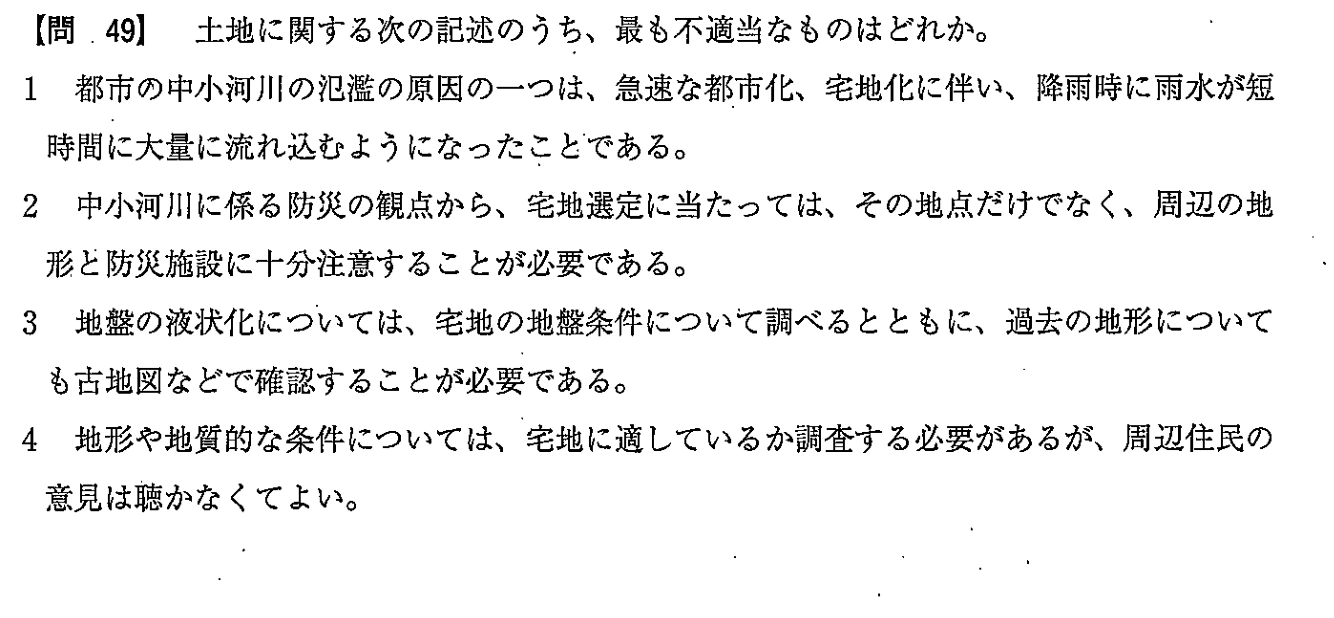 【問 49】 土地に関する次の記述のうち、最も不適当なものはどれか。
1 都市の中小河川の氾濫の原因の一つは、急速な都市化、宅地化に伴い、降雨時に雨水が短
時間に大量に流れ込むようになったことである。
2 中小河川に係る防災の観点から、宅地選定に当たっては、その地点だけでなく、周辺の地
形と防災施設に十分注意することが必要である。
3 地盤の液状化については、宅地の地盤条件について調べるとともに、過去の地形について
も古地図などで確認することが必要である。
4 地形や地質的な条件については、宅地に適しているか調査する必要があるが、周辺住民の
意見は聴かなくてよい。